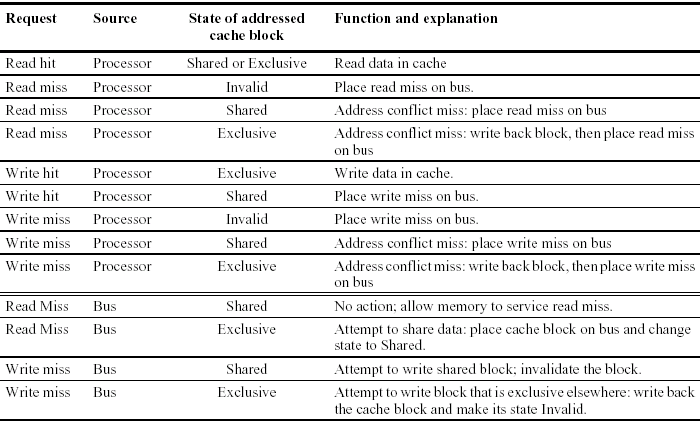 Request Source State of addressed cache block Function and explanation
Read hit Processor Shared or Exclusive Read data in cache
Read miss Processor Invalid Place read miss on bus.
Read miss Processor Shared Address conflict miss: place read miss on bus
Read miss Processor Exclusive Address conflict miss: write back block, then place read miss
on bus
Write hit Processor Exclusive Write data in cache.
Write hit Processor Shared Place write miss on bus.
Write miss Processor Invalid Place write miss on bus.
Write miss Processor Shared Address conflict miss: place write miss on bus
Write miss Processor Exclusive Address conflict miss: write back block, then place write miss
on bus
Read Miss Bus Shared No action; allow memory to service read miss.
Read Miss Bus Exclusive Attempt to share data: place cache block on bus and change
state to Shared.
Write miss Bus Shared Attempt to write shared block; invalidate the block.
Write miss Bus Exclusive Attempt to write block that is exclusive elsewhere: write back
the cache block and make its state Invalid.